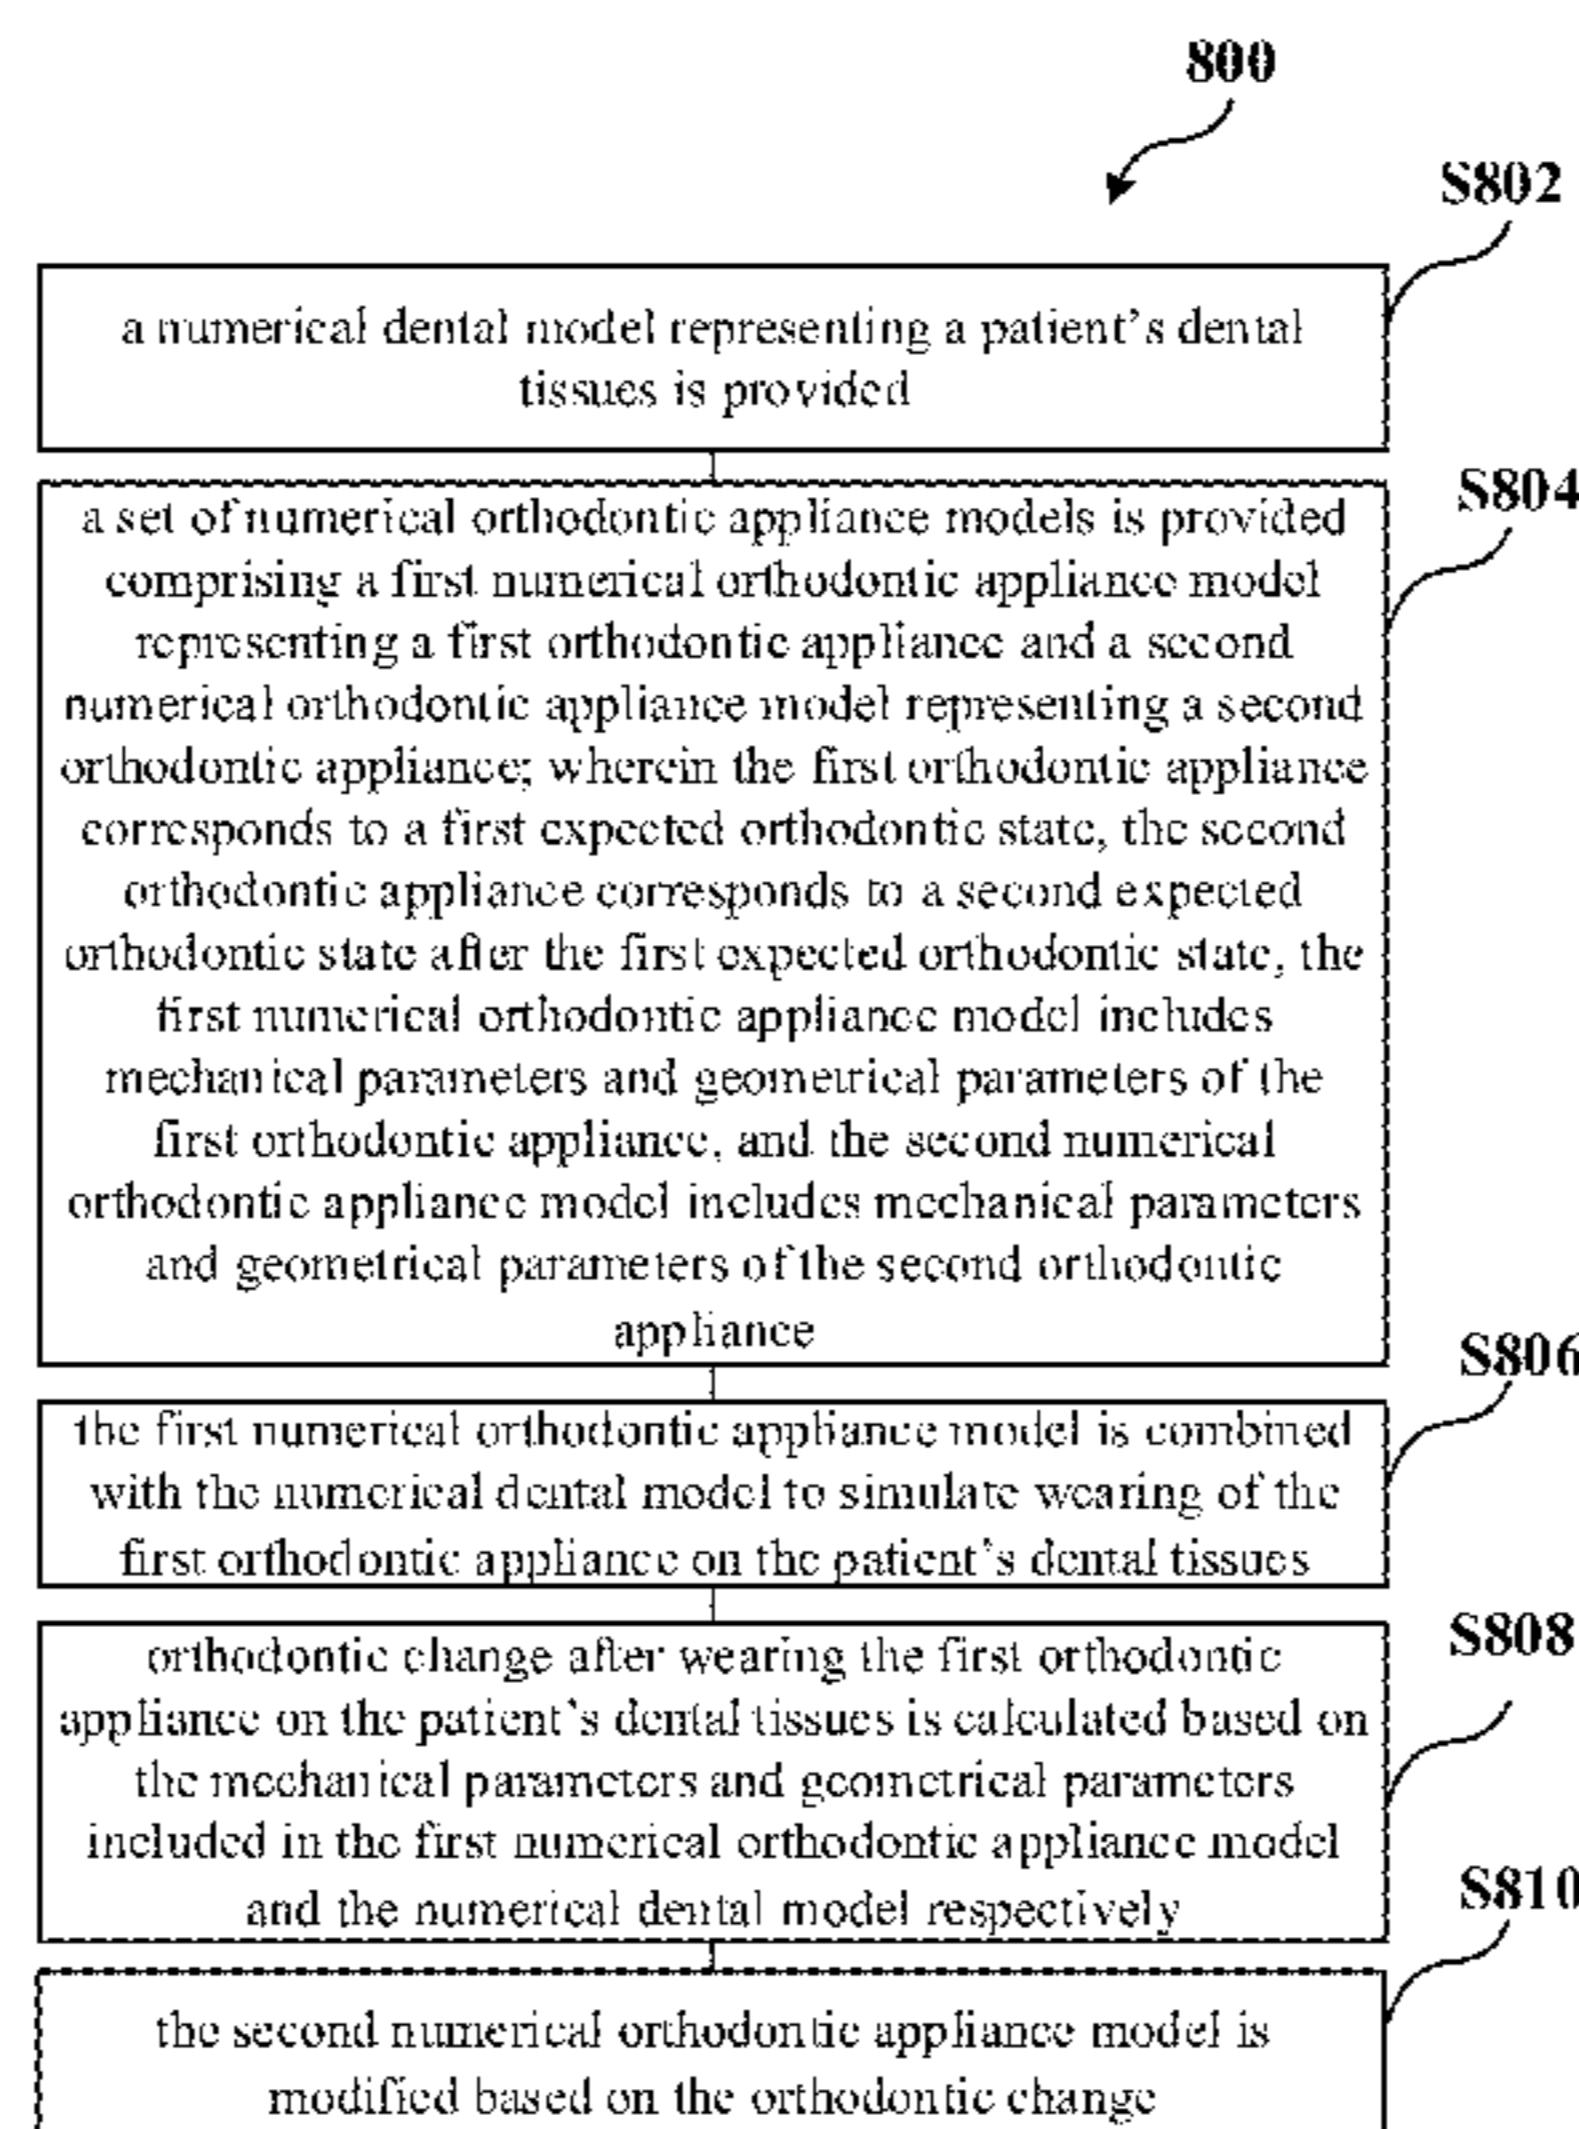 800
S802
a numerical dental model representing a patient's dental
tissues is provided
S804
a set of numerical orthodontic appliance models is provided
comprising a first numerical orthodontic appliance model
representing a first orthodontic appliance and a second
numerical orthodontic appliance model representing a second
orthodontic appliance; wherein the first orthodontic appliance
corresponds to a first expected orthodontic state, the second
orthodontic appliance corresponds to a second expected
orthodontic state after the first expected orthodontic state, the
first numerical orthodontic appliance model includes
mechanical parameters and geometrical parameters of the
first orthodontic appliance, and the second numerical
orthodontic appliance model includes mechanical parameters
and geometrical parameters of the second orthodontic
appliance
S806
the first numerical orthodontic appliance model is combined
with the numerical dental model to simulate wearing of the
first orthodontic appliance on the patient's dental tissues
S808
orthodontic change after wearing the first orthodontic
appliance on the patient's dental tissues is calculated based on
the mechanical parameters and geometrical parameters
included in the first numerical orthodontic appliance model
and the numerical dental model respectively
S810
the second numerical orthodontic appliance model is
modified based on the orthodontic change